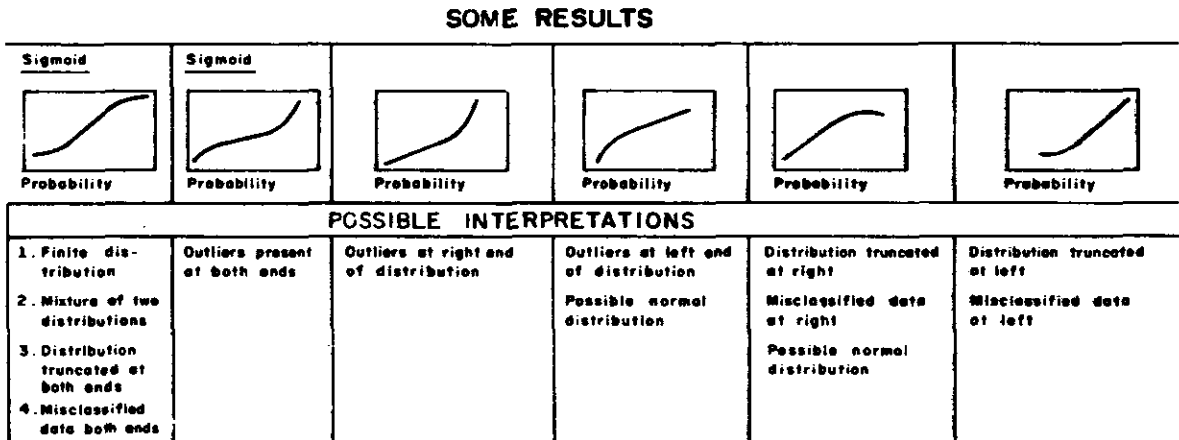 SOME RESULTS
Sigmoid
Sigmoid
Probability
Probability
Probability
Probability
Probability
Probability
POSSIBLE INTERPRETATIONS
1. Finite dis-
tribution
2. Mixture of two
distributions
3. Distribution
truncated at
both ends
4. Misclassified
data both ends
Outliers present
at both ends
Outliers at right end
of distribution
Outliers at left end
of distribution
Possible normal
distribution
Distribution truncated
at right
Misclassified data
at right
Possible normal
distribution
Distribution truncated
at left
Misclassified data
at left